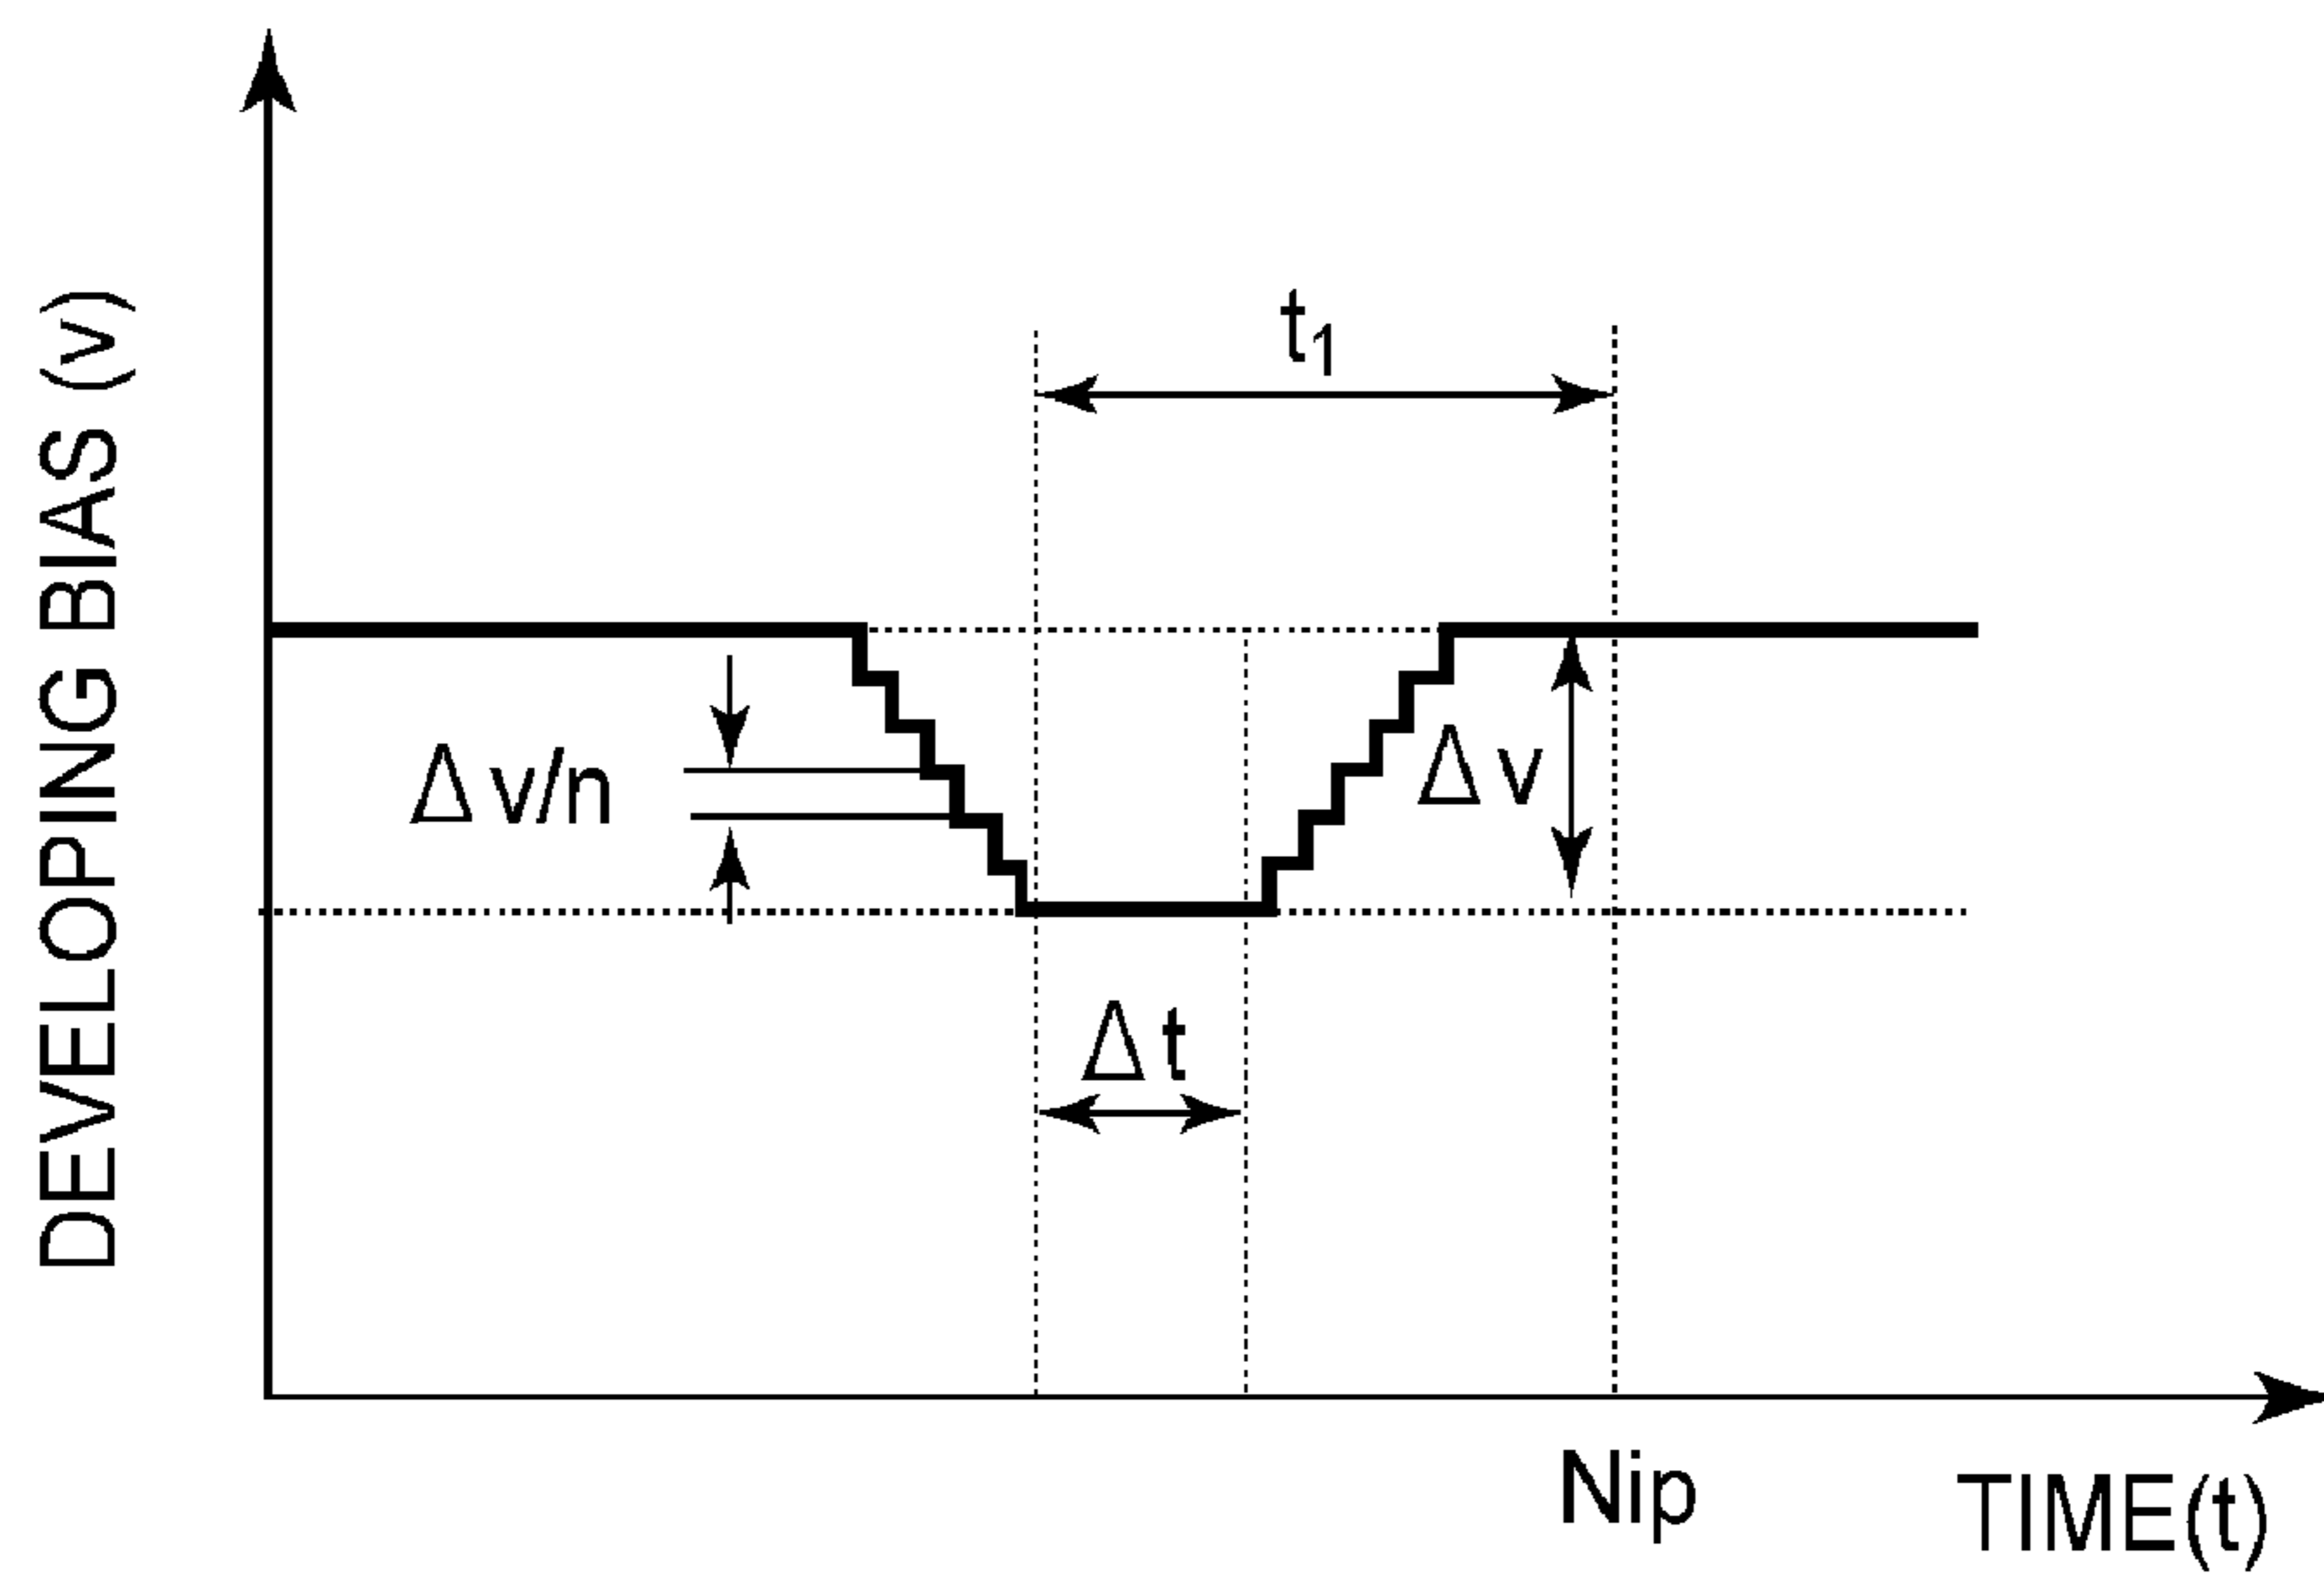 DEVELOPING BIAS (v)
t1
Δv/n
Δv
Δt
Nip
TIME(t)